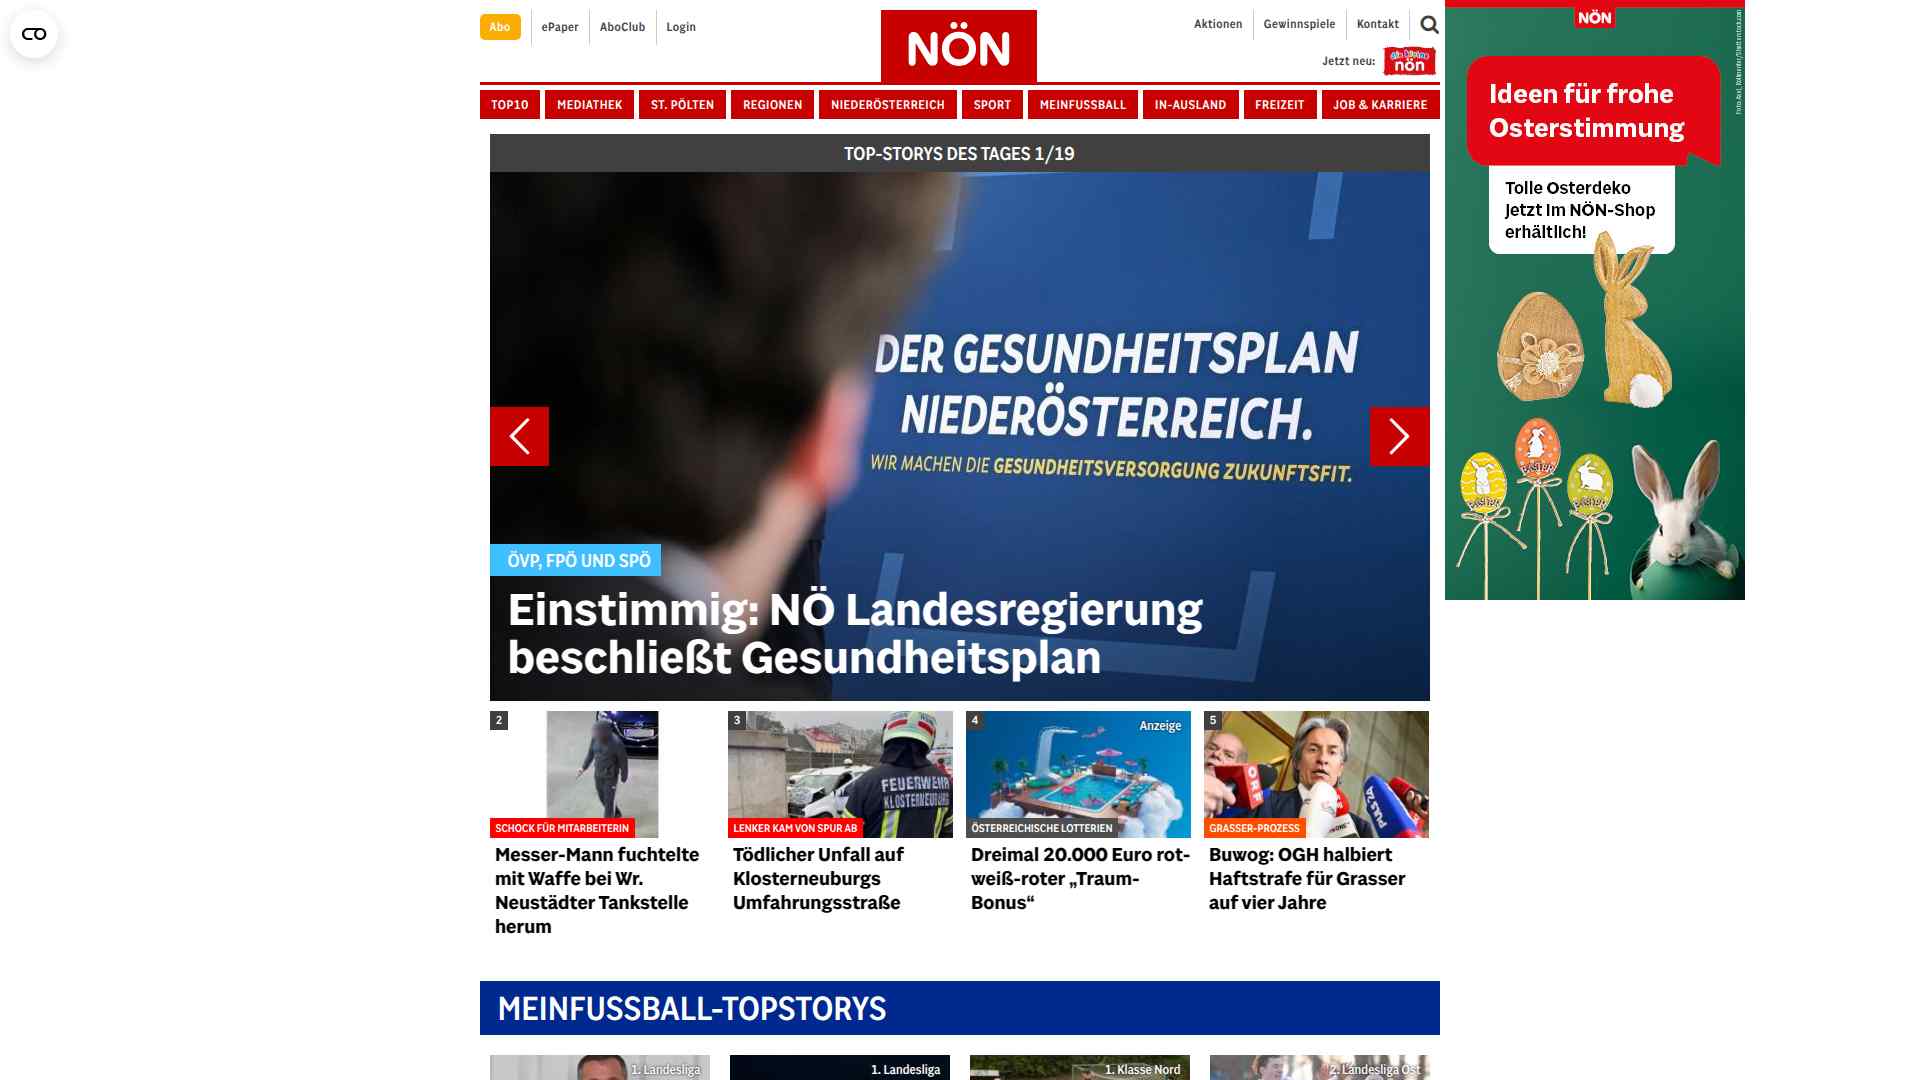 Abo
ePaper
AboClub
Login
NÖN
Aktionen
Gewinnspiele
Kontakt
Jetzt neu:
die kleine
nön
TOP10
MEDIATHEK
ST. PÖLTEN
REGIONEN
NIEDERÖSTERREICH
SPORT
MEINFUSSBALL
IN-AUSLAND
FREIZEIT
JOB & KARRIERE
TOP-STORYS DES TAGES 1/19
DER GESUNDHEITSPLAN
NIEDERÖSTERREICH.
WIR MACHEN DIE GESUNDHEITSVERSORGUNG ZUKUNFTSFIT.
ÖVP, FPÖ UND SPÖ
Einstimmig: NÖ Landesregierung
beschließt Gesundheitsplan
2
SCHOCK FÜR MITARBEITERIN
Messer-Mann fuchtelte
mit Waffe bei Wr.
Neustädter Tankstelle
herum
3
FEUERWEHR
KLOSTERNEUBURG
LENKER KAM VON SPUR AB
Tödlicher Unfall auf
Klosterneuburgs
Umfahrungsstraße
4
Anzeige
ÖSTERREICHISCHE LOTTERIEN
Dreimal 20.000 Euro rot-
weiß-roter „Traum-
Bonus“
5
ORF
PULS 24
GRASSER-PROZESS
Buwog: OGH halbiert
Haftstrafe für Grasser
auf vier Jahre
MEINFUSSBALL-TOPSTORYS
1. Landesliga
1. Landesliga
1. Klasse Nord
2. Landesliga Ost
NÖN
Ideen für frohe
Osterstimmung
Tolle Osterdeko
jetzt im NÖN-Shop
erhältlich!
EASTER
EASTER
EASTER